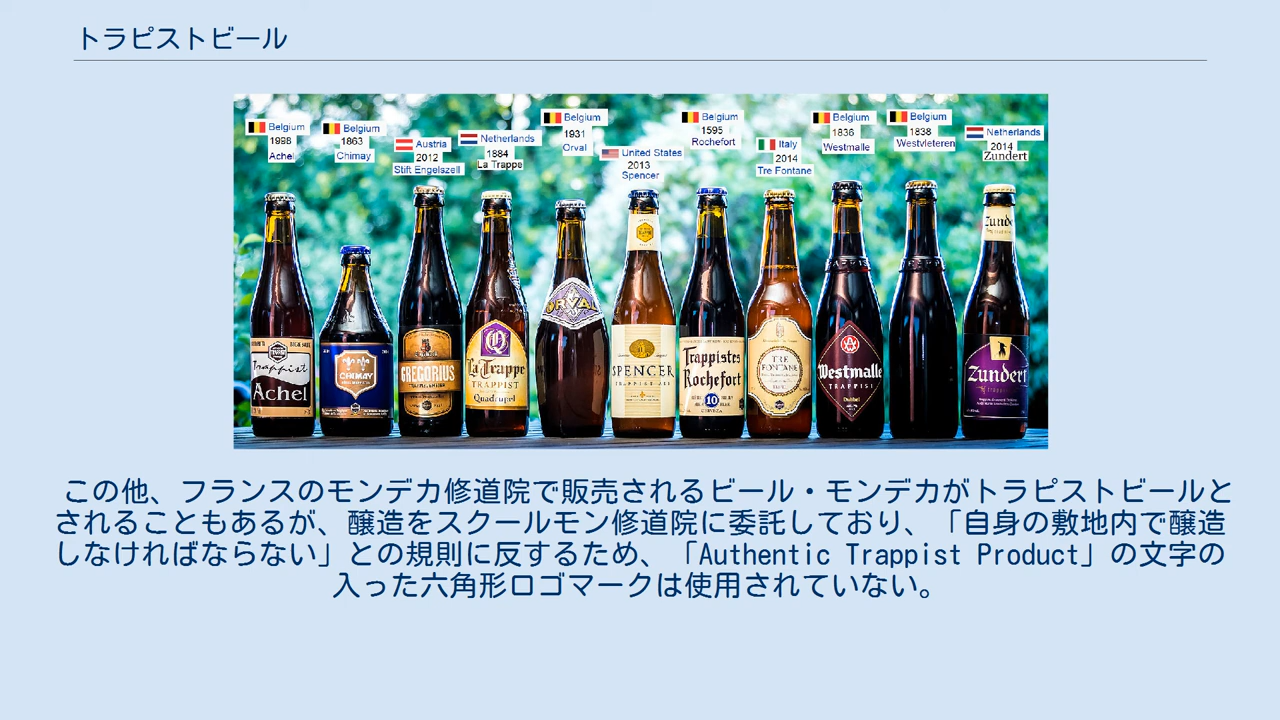 トラピストビール
Belgium
1998
Achel
Belgium
1863
Chimay
Austria
2012
Stift Engelszell
Netherlands
1884
La Trappe
Belgium
1931
Orval
United States
2013
Spencer
Belgium
1595
Rochefort
Italy
2014
Tre Fontane
Belgium
1836
Westmalle
Belgium
1838
Westvleteren
Netherlands
2014
Zundert
Trappist
Achel
CHIMAY
GREGORIUS
Q
La Trappe
TRAPPIST
Quadrupel
ORVAL
SPENCER
TRAPPIST ALE
Trappistes
Rochefort
10
CERVEZA
TRE
FONTANE
Westmalle
TRAPPIST
Dubbel
Zundert
この他、フランスのモンデカ修道院で販売されるビール・モンデカがトラピストビールと
されることもあるが、醸造をスクールモン修道院に委託しており、「自身の敷地内で醸造
しなければならない」との規則に反するため、「Authentic Trappist Product」の文字の
入った六角形ロゴマークは使用されていない。